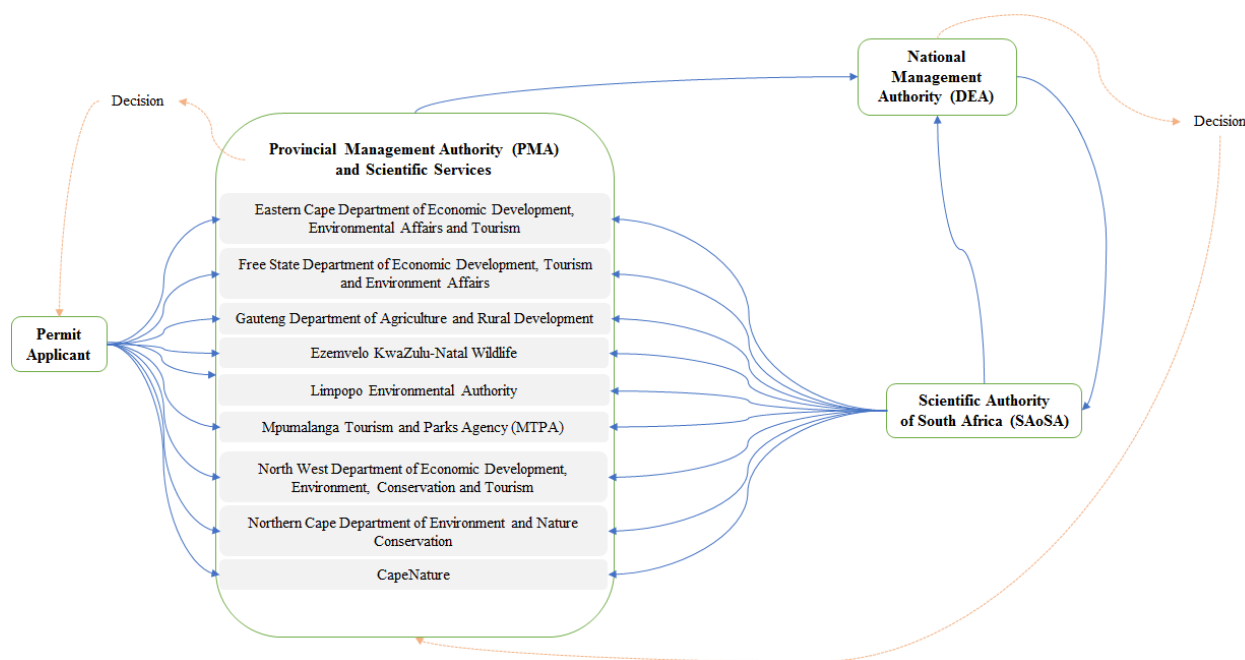 National
Management
Authority (DEA)
Decision
Decision
Provincial Management Authority (PMA)
and Scientific Services
Eastern Cape Department of Economic Development,
Environmental Affairs and Tourism
Free State Department of Economic Development, Tourism
and Environment Affairs
Gauteng Department of Agriculture and Rural Development
Permit
Applicant
Ezemvelo KwaZulu-Natal Wildlife
Limpopo Environmental Authority
Scientific Authority
of South Africa (SAoSA)
Mpumalanga Tourism and Parks Agency (MTPA)
North West Department of Economic Development,
Environment, Conservation and Tourism
Northern Cape Department of Environment and Nature
Conservation
CapeNature